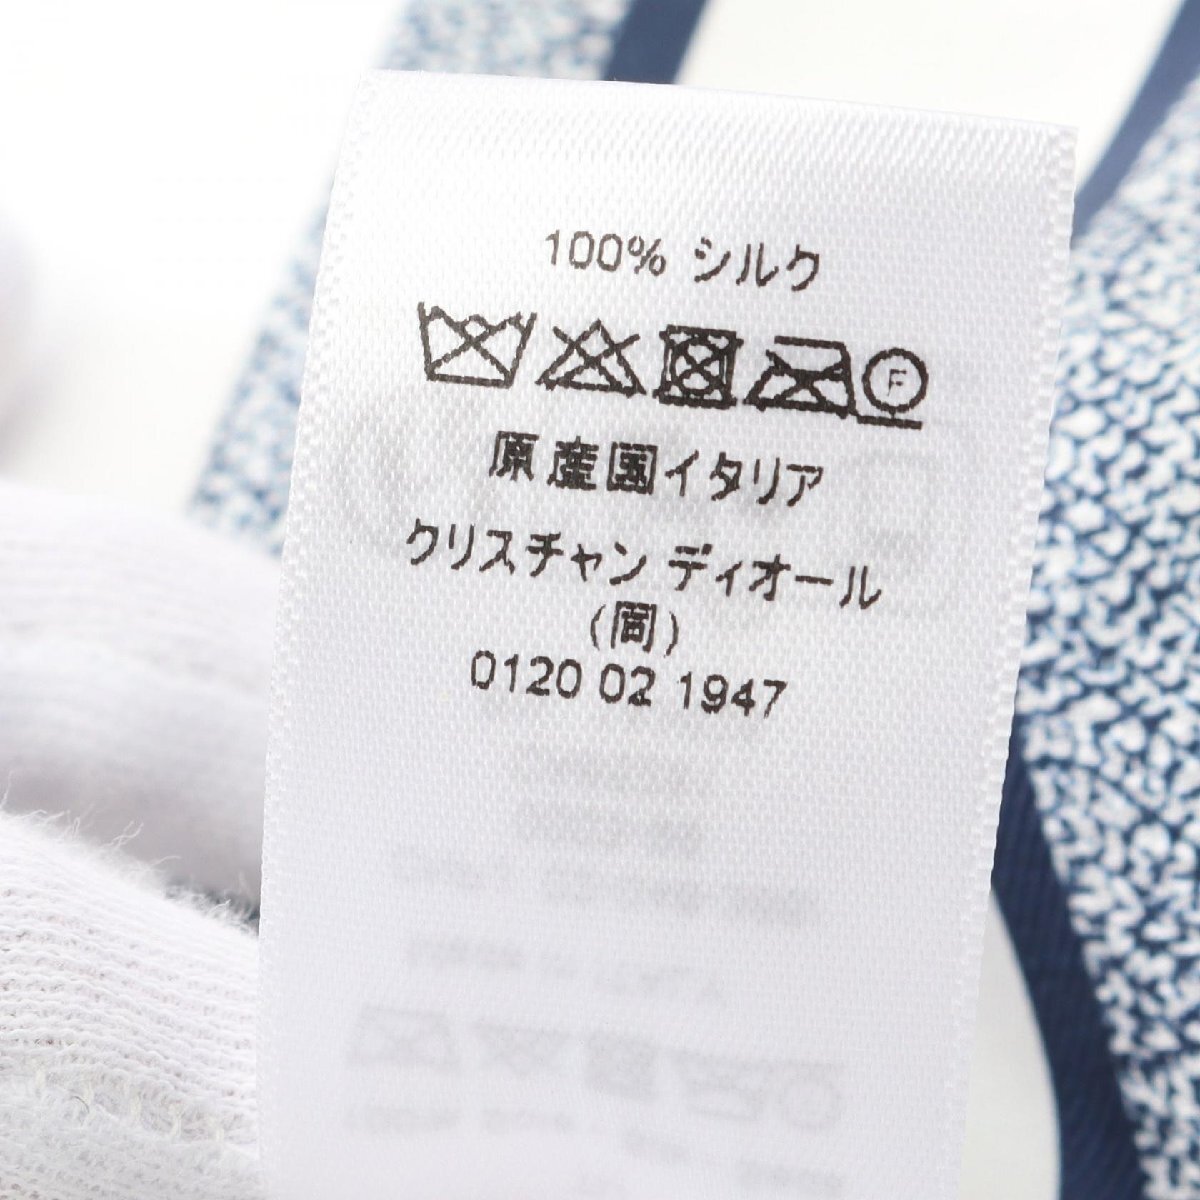 100% シルク
F
原産国イタリア
クリスチャン ディオール
(同)
0120 02 1947